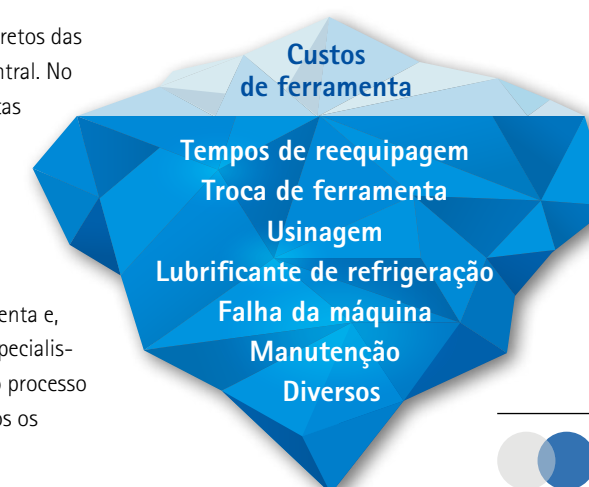 retos das
ntral. No
tas
enta e,
pecialis-
o processo
os os
Custos
de ferramenta
Tempos de reequipagem
Troca de ferramenta
Usinagem
Lubrificante de refrigeração
Falha da máquina
Manutenção
Diversos